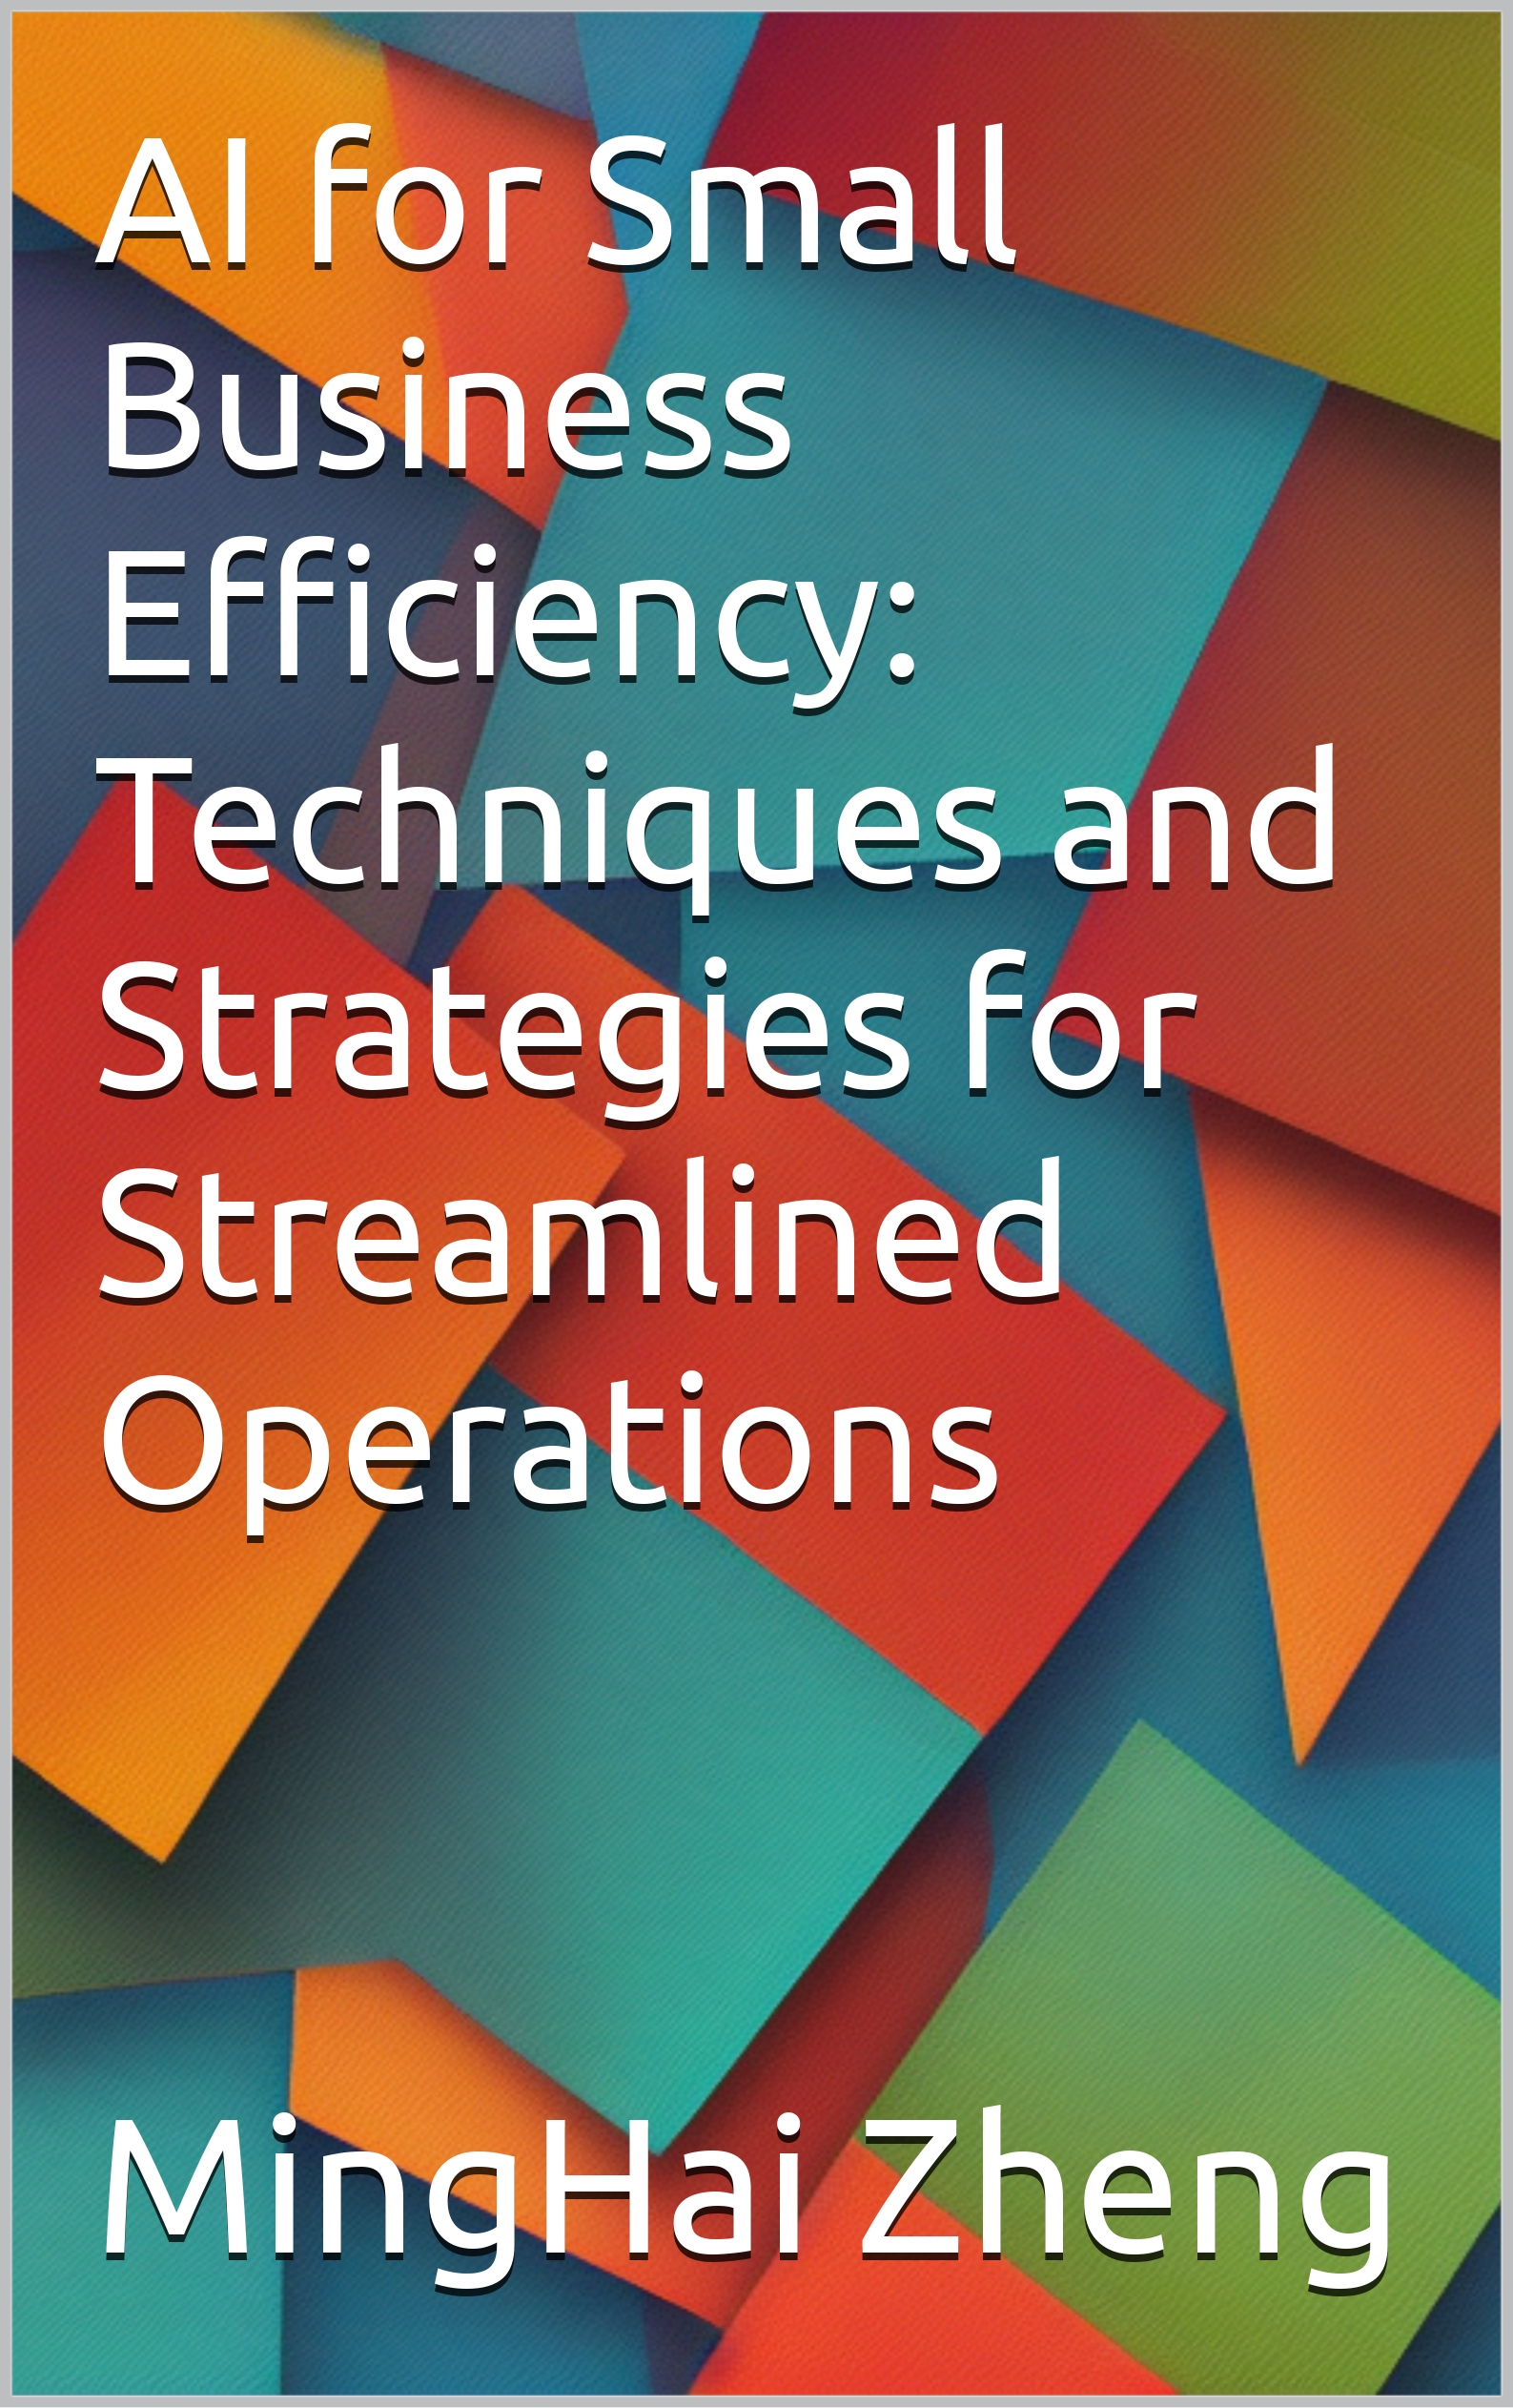 AI for Small
Business
Efficiency:
Techniques and
Strategies for
Streamlined
Operations
MingHai Zheng